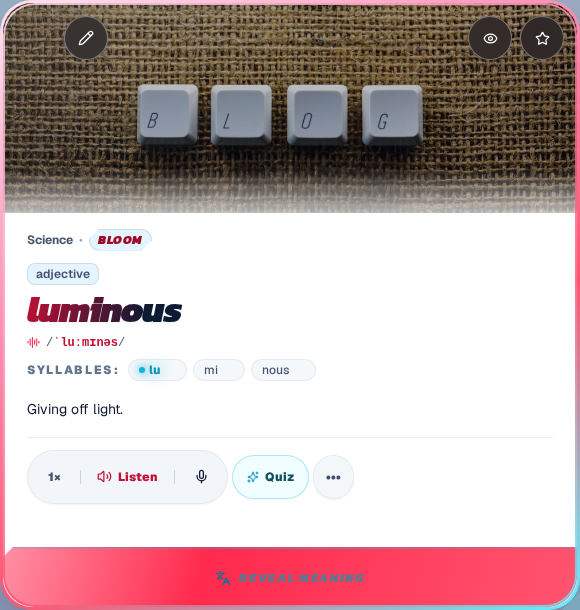 B L O G
Science · BLOOM
adjective
luminous
/ˈluːmɪnəs/
SYLLABLES: lu mi nous
Giving off light.
1× Listen Quiz
REVEAL MEANING